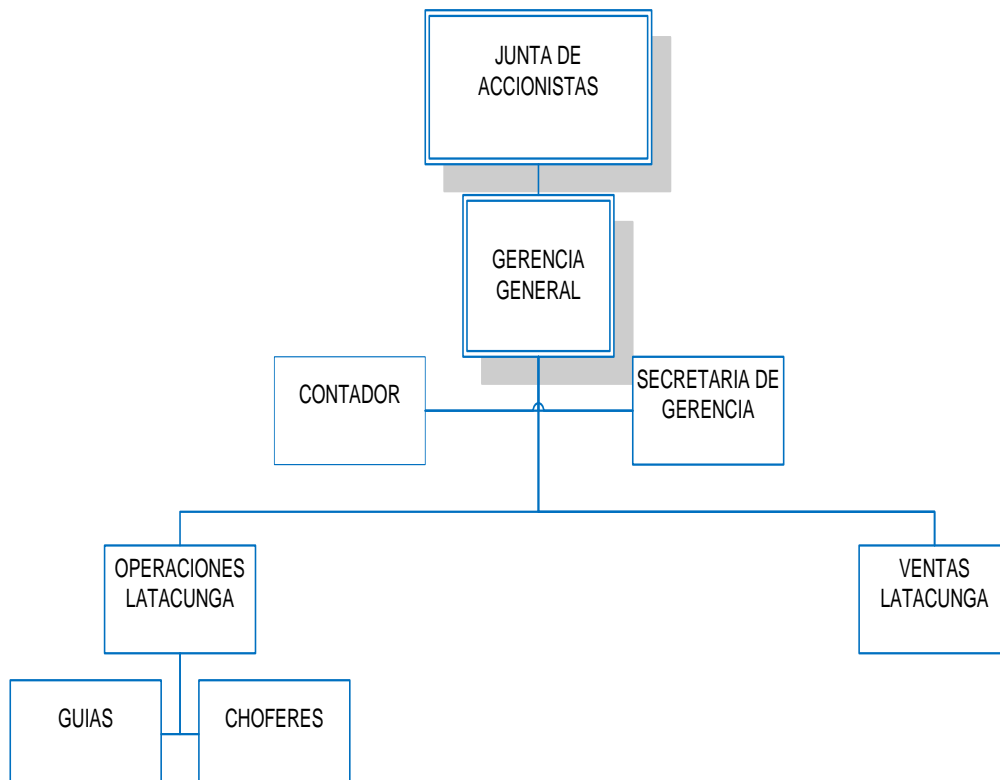 JUNTA DE
ACCIONISTAS
GERENCIA
GENERAL
CONTADOR
SECRETARIA DE
GERENCIA
OPERACIONES
LATACUNGA
VENTAS
LATACUNGA
GUIAS
CHOFERES